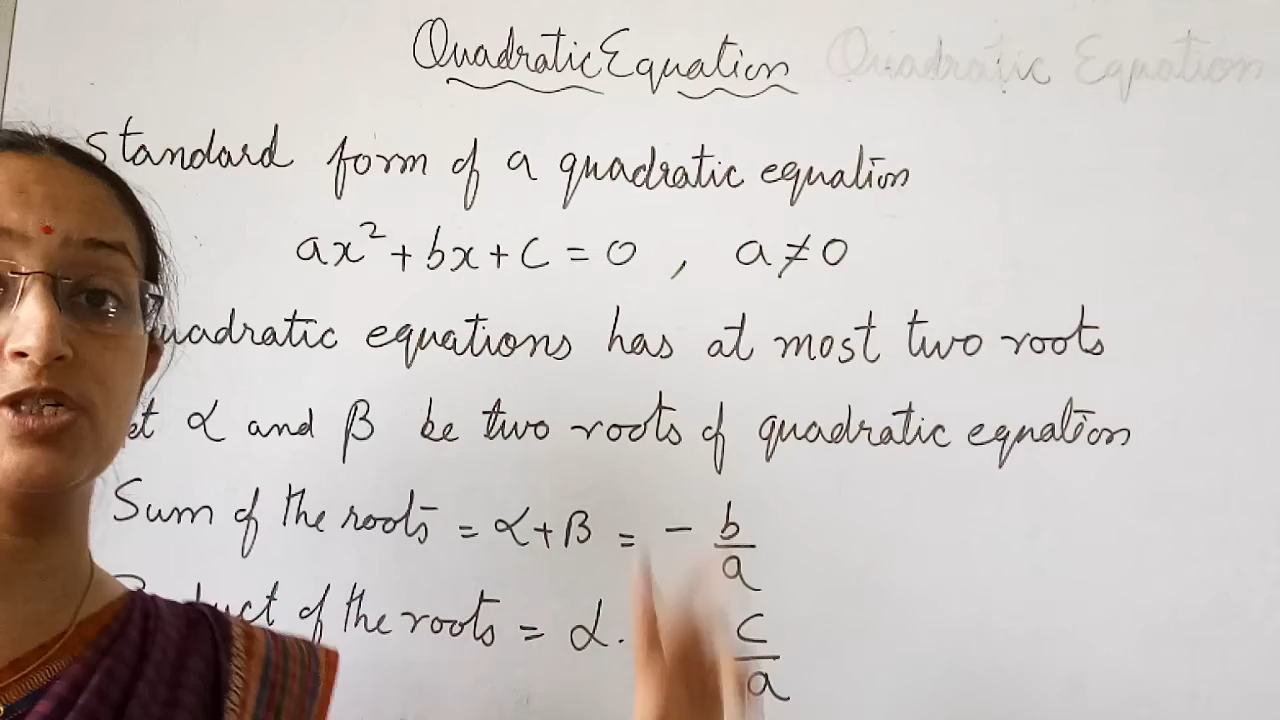 Quadratic Equation Quadratic Equation
Standard form of a quadratic equation
ax² + bx + c = 0 , a ≠ 0
uadratic equations has at most two roots
et α and β be two roots of quadratic equation
Sum of the roots = α + β = - b/a
uct of the roots = α . c/a